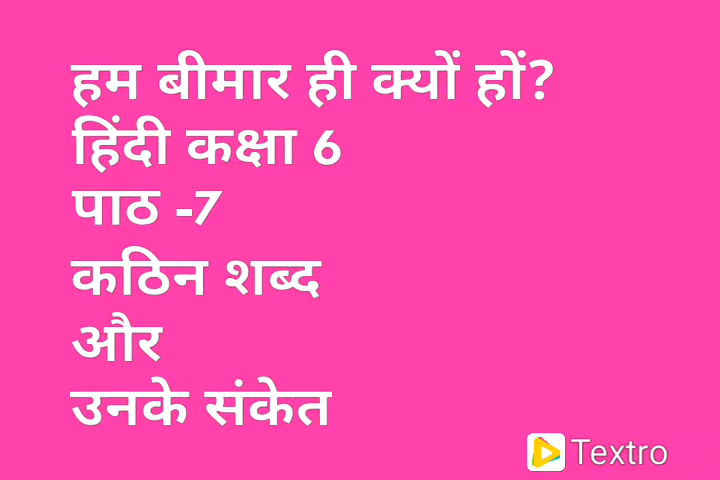 हम बीमार ही क्यों हों?
हिंदी कक्षा 6
पाठ -7
कठिन शब्द
और
उनके संकेत
Textro